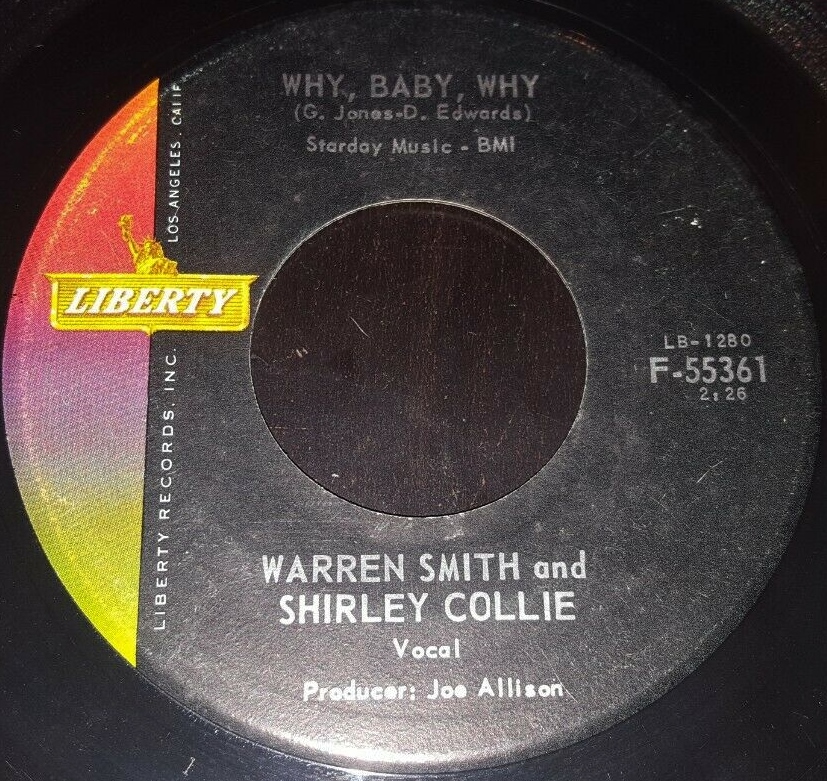 WHY, BABY, WHY
(G. Jones-D. Edwards)
Starday Music - BMI
LIBERTY RECORDS, INC. LOS ANGELES, CALIF
LIBERTY
LB-1280
F-55361
2:26
WARREN SMITH and
SHIRLEY COLLIE
Vocal
Producer: Joe Allison